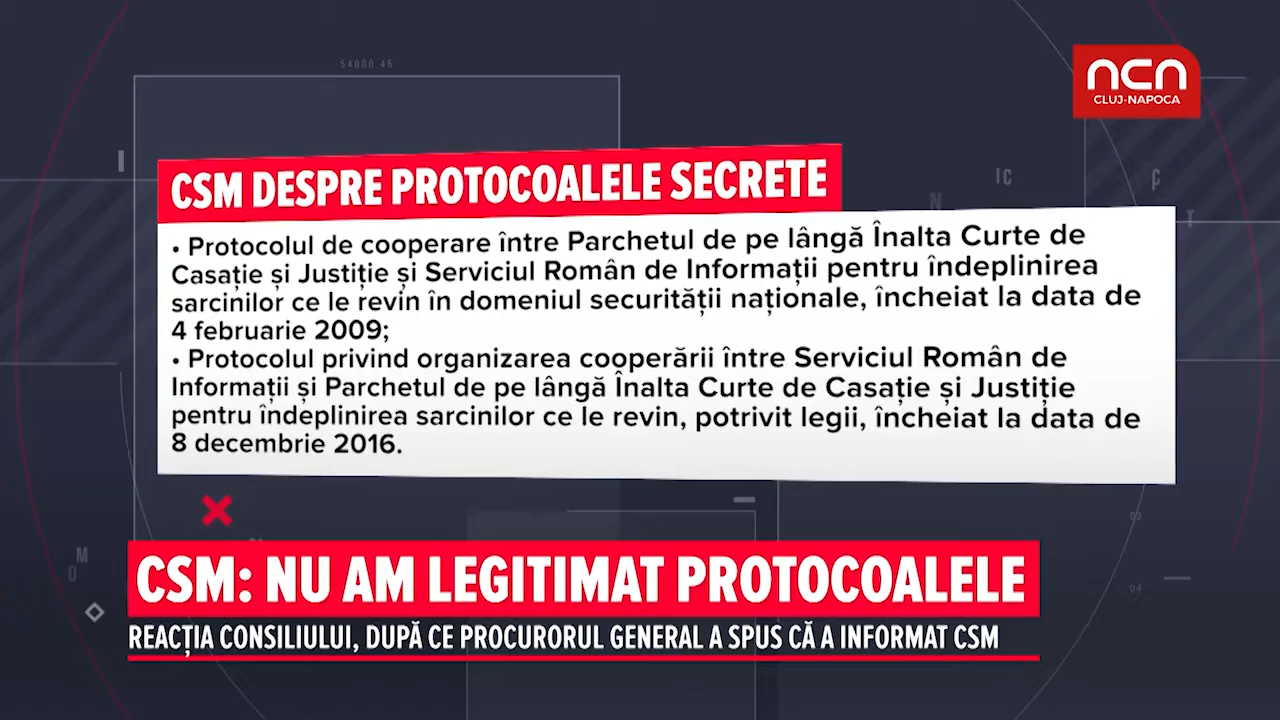 54000.46
ncn
CLUJ-NAPOCA
CSM DESPRE PROTOCOALELE SECRETE
• Protocolul de cooperare între Parchetul de pe lângă Înalta Curte de
Casație și Justiție și Serviciul Român de Informații pentru îndeplinirea
sarcinilor ce le revin în domeniul securității naționale, încheiat la data de
4 februarie 2009;
• Protocolul privind organizarea cooperării între Serviciul Român de
Informații și Parchetul de pe lângă Înalta Curte de Casație și Justiție
pentru îndeplinirea sarcinilor ce le revin, potrivit legii, încheiat la data de
8 decembrie 2016.
CSM: NU AM LEGITIMAT PROTOCOALELE
REACȚIA CONSILIULUI, DUPĂ CE PROCURORUL GENERAL A SPUS CĂ A INFORMAT CSM